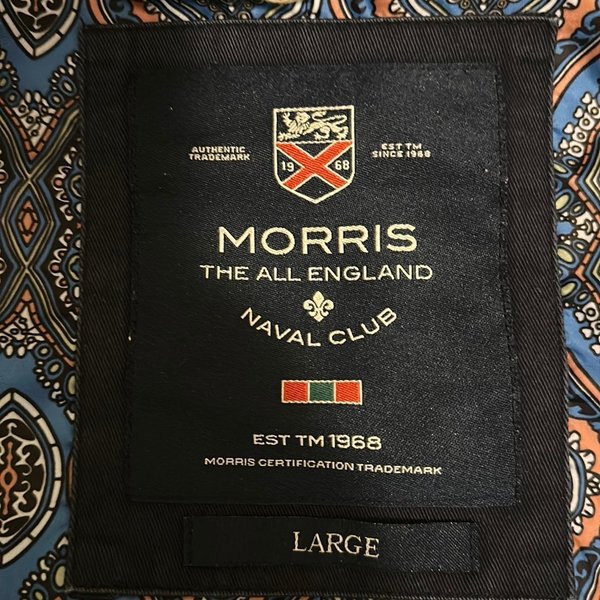 AUTHENTIC
TRADEMARK
EST TM
SINCE 1968
19 68
MORRIS
THE ALL ENGLAND
NAVAL CLUB
EST TM 1968
MORRIS CERTIFICATION TRADEMARK
LARGE